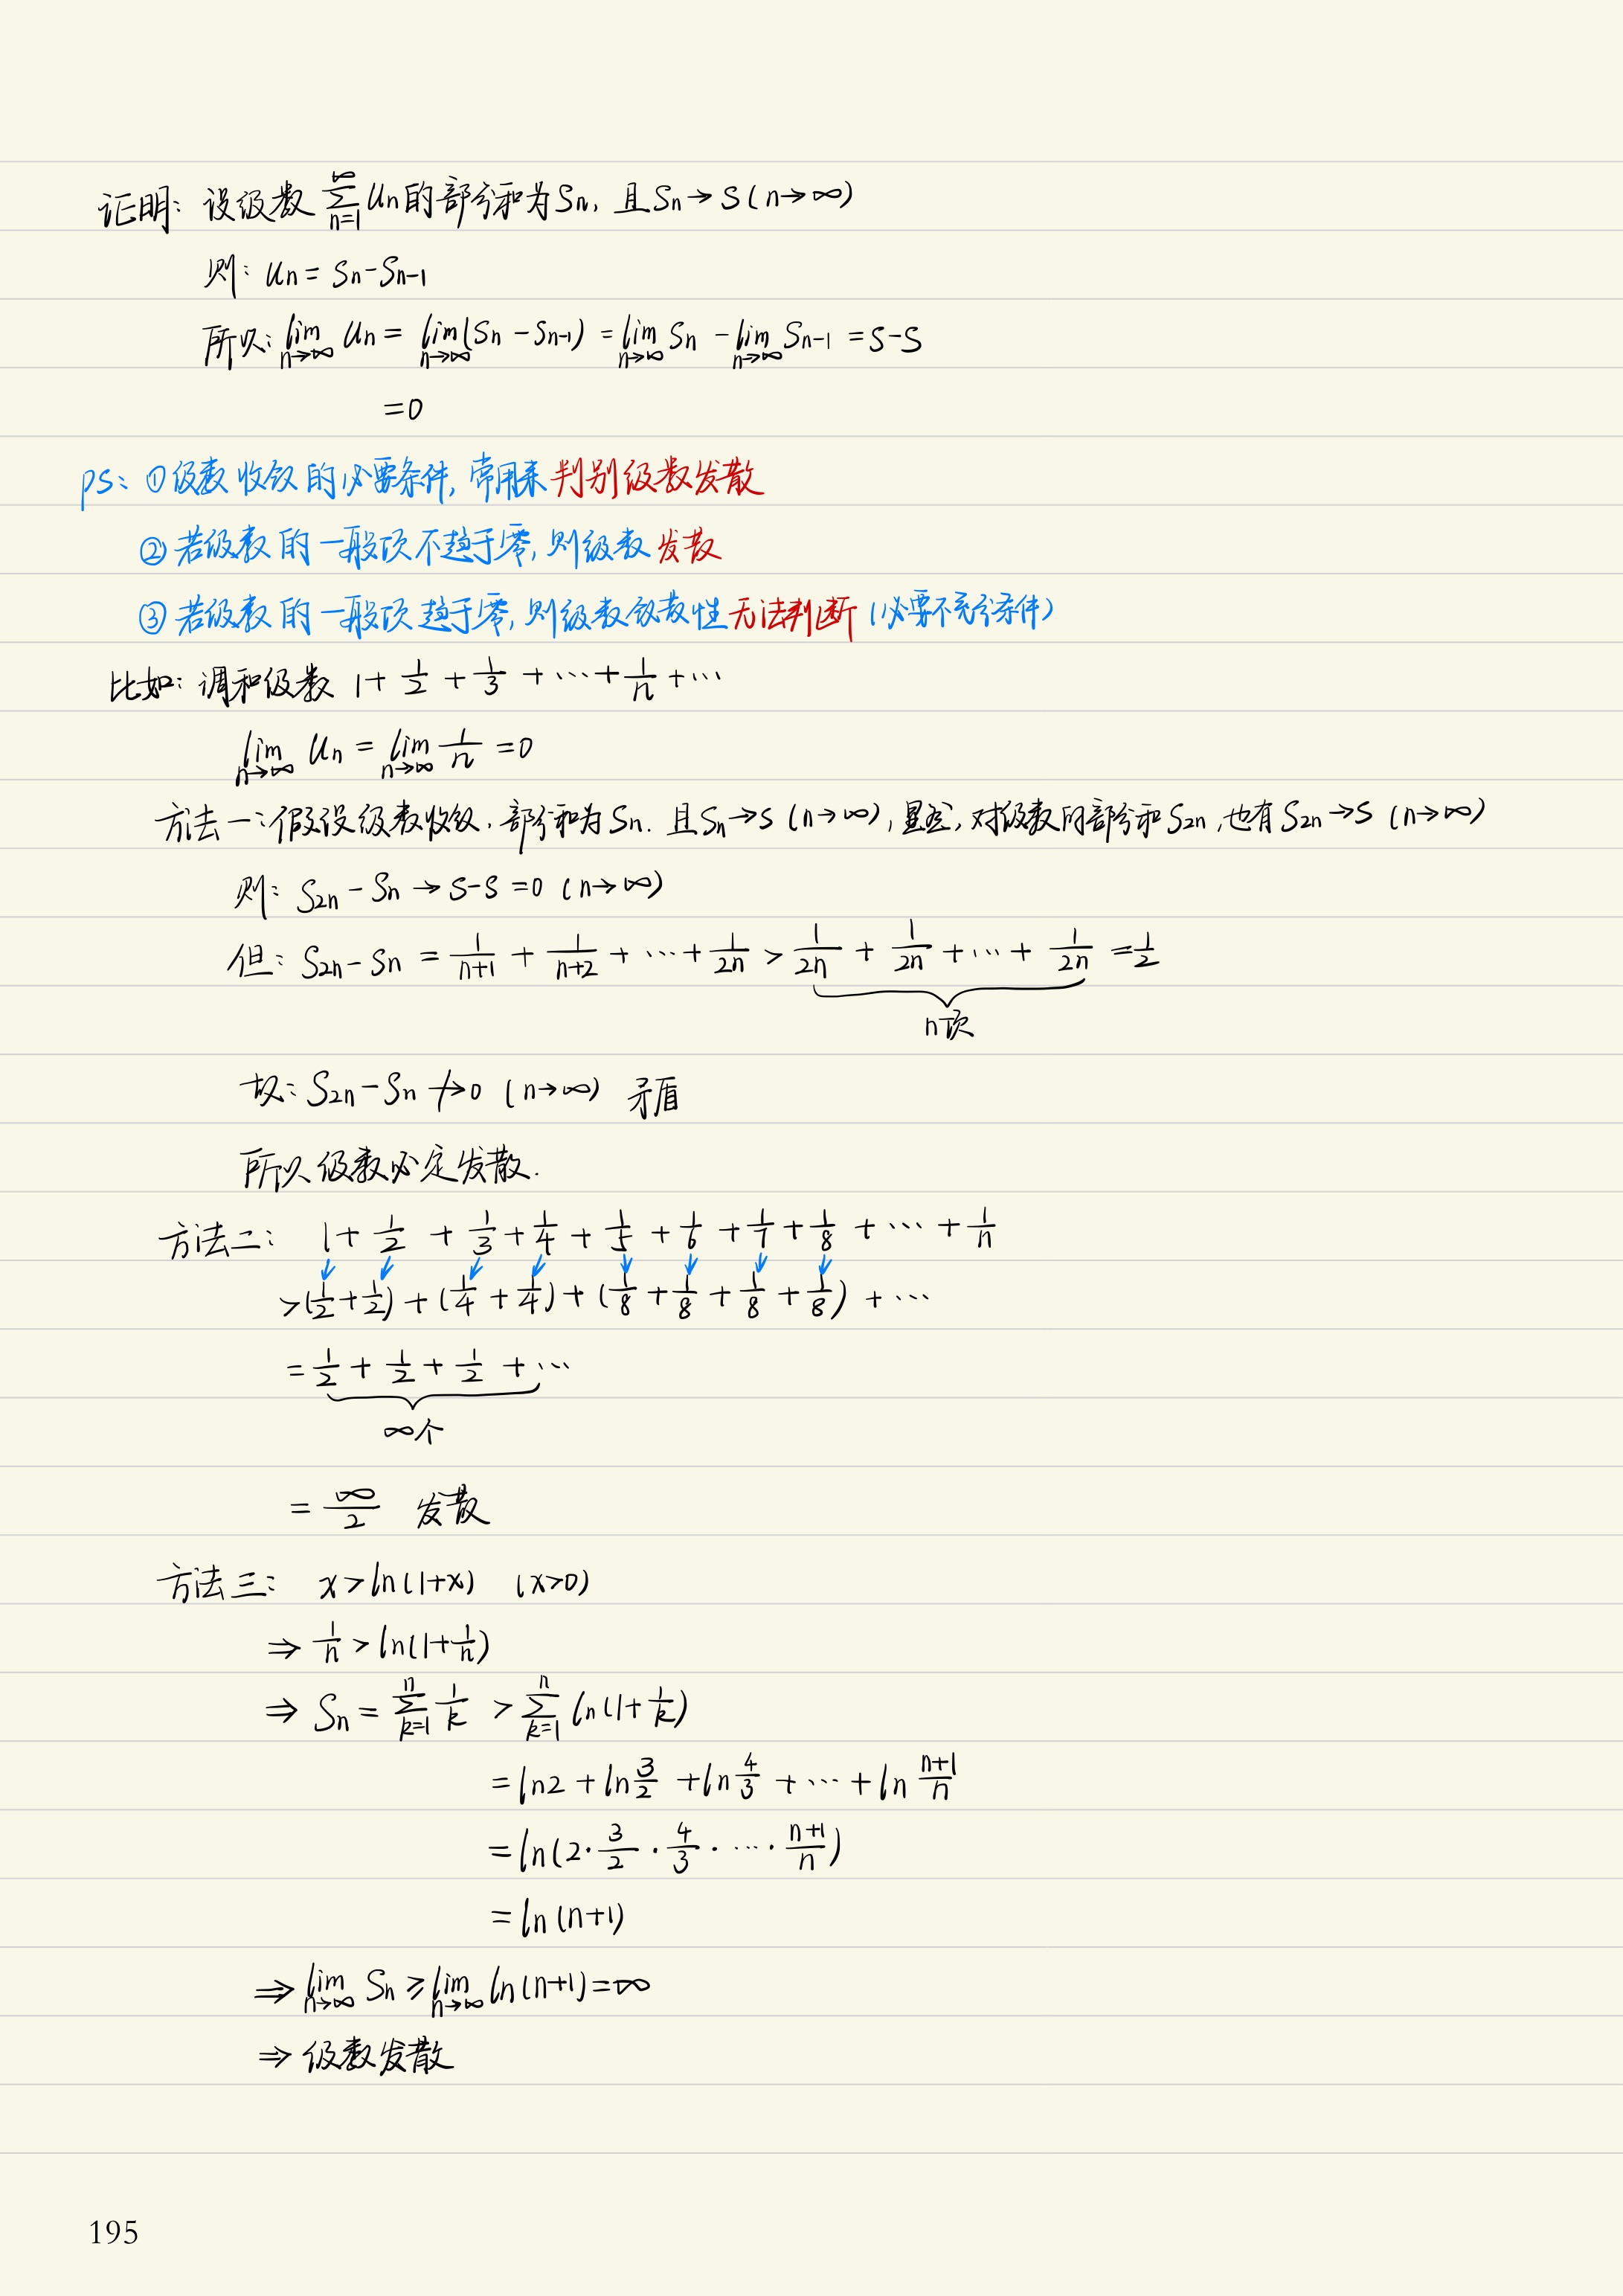 证明: 设级数 $\sum_{n=1}^{\infty} u_n$ 的部分和为 $S_n$, 且 $S_n \to S (n \to \infty)$
则: $u_n = S_n - S_{n-1}$
所以: $\lim_{n \to \infty} u_n = \lim_{n \to \infty} (S_n - S_{n-1}) = \lim_{n \to \infty} S_n - \lim_{n \to \infty} S_{n-1} = S - S$
$= 0$
PS: ①级数收敛的必要条件, 常用来判别级数发散
②若级数的一般项不趋于零, 则级数发散
③若级数的一般项趋于零, 则级数敛散性无法判断 (必要不充分条件)
比如: 调和级数 $1 + \frac{1}{2} + \frac{1}{3} + \cdots + \frac{1}{n} + \cdots$
$\lim_{n \to \infty} u_n = \lim_{n \to \infty} \frac{1}{n} = 0$
方法一: 假设级数收敛, 部分和为 $S_n$. 且 $S_n \to S (n \to \infty)$, 显然, 对级数的部分和 $S_{2n}$, 也有 $S_{2n} \to S (n \to \infty)$
则: $S_{2n} - S_n \to S - S = 0 (n \to \infty)$
但: $S_{2n} - S_n = \frac{1}{n+1} + \frac{1}{n+2} + \cdots + \frac{1}{2n} > \frac{1}{2n} + \frac{1}{2n} + \cdots + \frac{1}{2n} = \frac{1}{2}$
n项
故: $S_{2n} - S_n \not\to 0 (n \to \infty)$ 矛盾
所以级数必定发散.
方法二: $1 + \frac{1}{2} + \frac{1}{3} + \frac{1}{4} + \frac{1}{5} + \frac{1}{6} + \frac{1}{7} + \frac{1}{8} + \cdots + \frac{1}{n}$
$> (\frac{1}{2} + \frac{1}{2}) + (\frac{1}{4} + \frac{1}{4}) + (\frac{1}{8} + \frac{1}{8} + \frac{1}{8} + \frac{1}{8}) + \cdots$
$= \frac{1}{2} + \frac{1}{2} + \frac{1}{2} + \cdots$
∞个
$= \frac{\infty}{2}$ 发散
方法三: $x > \ln(1+x) \quad (x > 0)$
$\Rightarrow \frac{1}{n} > \ln(1 + \frac{1}{n})$
$\Rightarrow S_n = \sum_{k=1}^{n} \frac{1}{k} > \sum_{k=1}^{n} \ln(1 + \frac{1}{k})$
$= \ln 2 + \ln \frac{3}{2} + \ln \frac{4}{3} + \cdots + \ln \frac{n+1}{n}$
$= \ln(2 \cdot \frac{3}{2} \cdot \frac{4}{3} \cdot \cdots \cdot \frac{n+1}{n})$
$= \ln(n+1)$
$\Rightarrow \lim_{n \to \infty} S_n \geq \lim_{n \to \infty} \ln(n+1) = \infty$
$\Rightarrow$ 级数发散
195